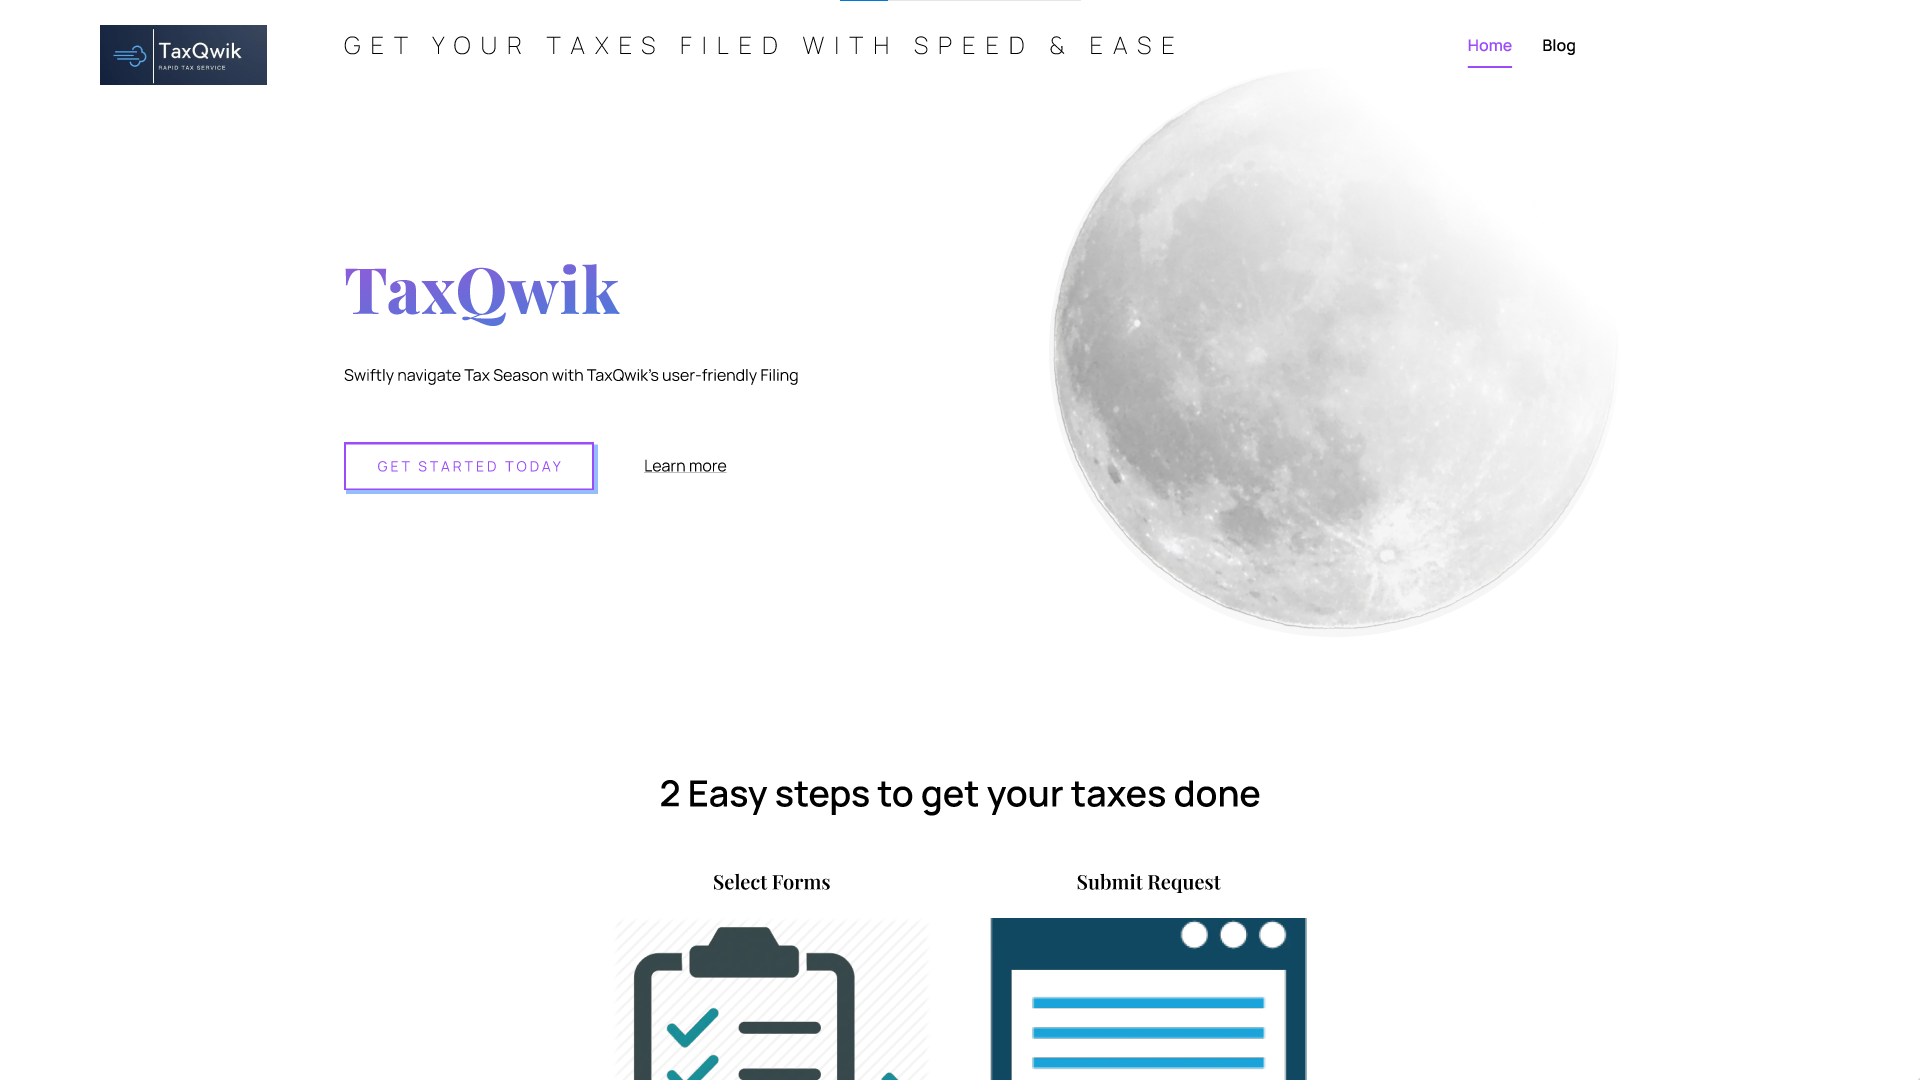 TaxQwik
RAPID TAX SERVICE
GET YOUR TAXES FILED WITH SPEED & EASE
Home
Blog
TaxQwik
Swiftly navigate Tax Season with TaxQwik's user-friendly Filing
GET STARTED TODAY
Learn more
2 Easy steps to get your taxes done
Select Forms
Submit Request